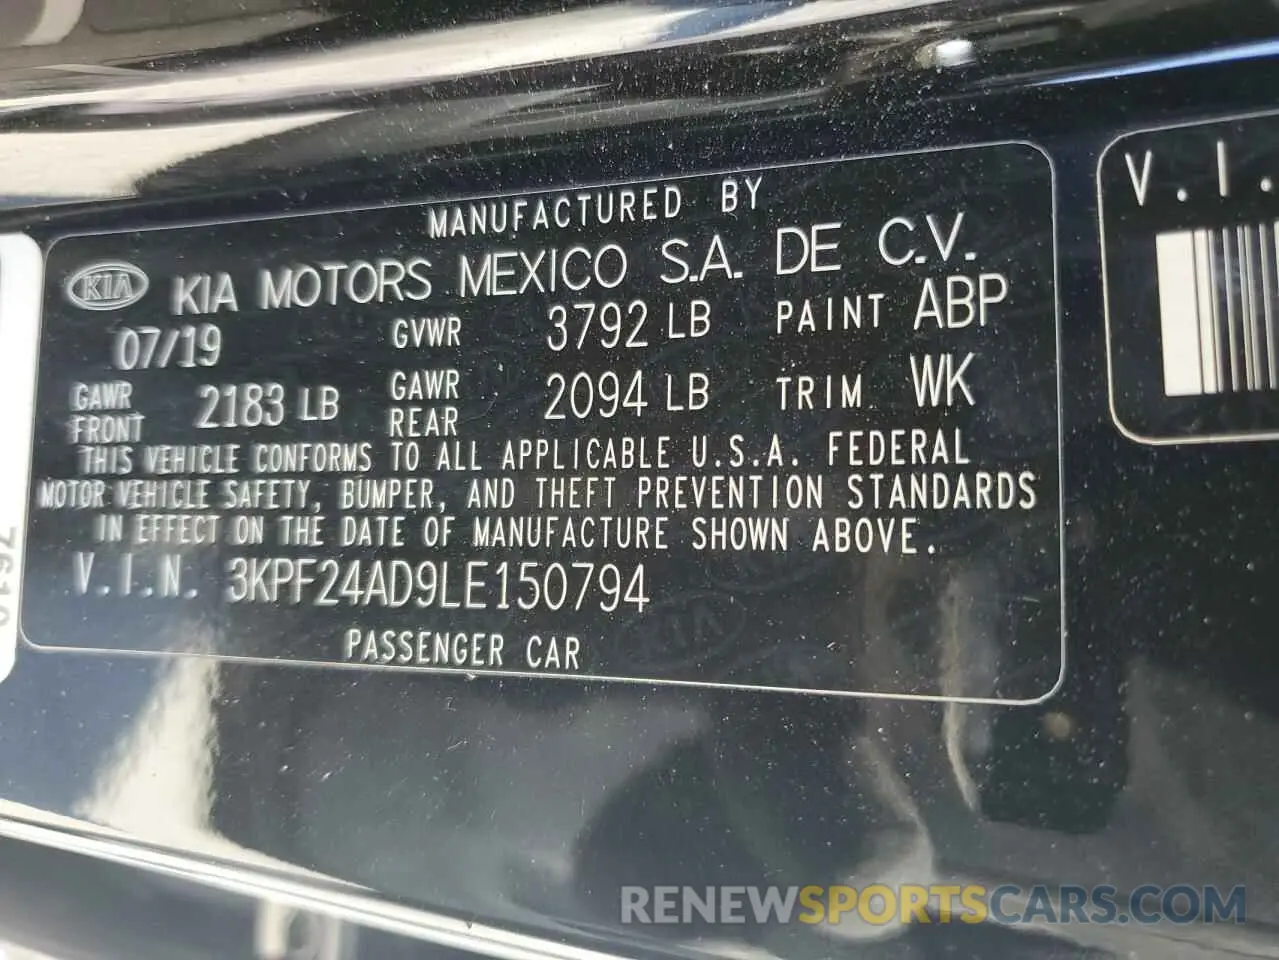 MANUFACTURED BY
KIA KIA MOTORS MEXICO S.A. DE C.V.
07/19 GVWR 3792 LB PAINT ABP
GAWR FRONT 2183 LB GAWR REAR 2094 LB TRIM WK
THIS VEHICLE CONFORMS TO ALL APPLICABLE U.S.A. FEDERAL
MOTOR VEHICLE SAFETY, BUMPER, AND THEFT PREVENTION STANDARDS
IN EFFECT ON THE DATE OF MANUFACTURE SHOWN ABOVE.
V.I.N. 3KPF24AD9LE150794
PASSENGER CAR
KIA
V.I.
RENEWSPORTSCARS.COM